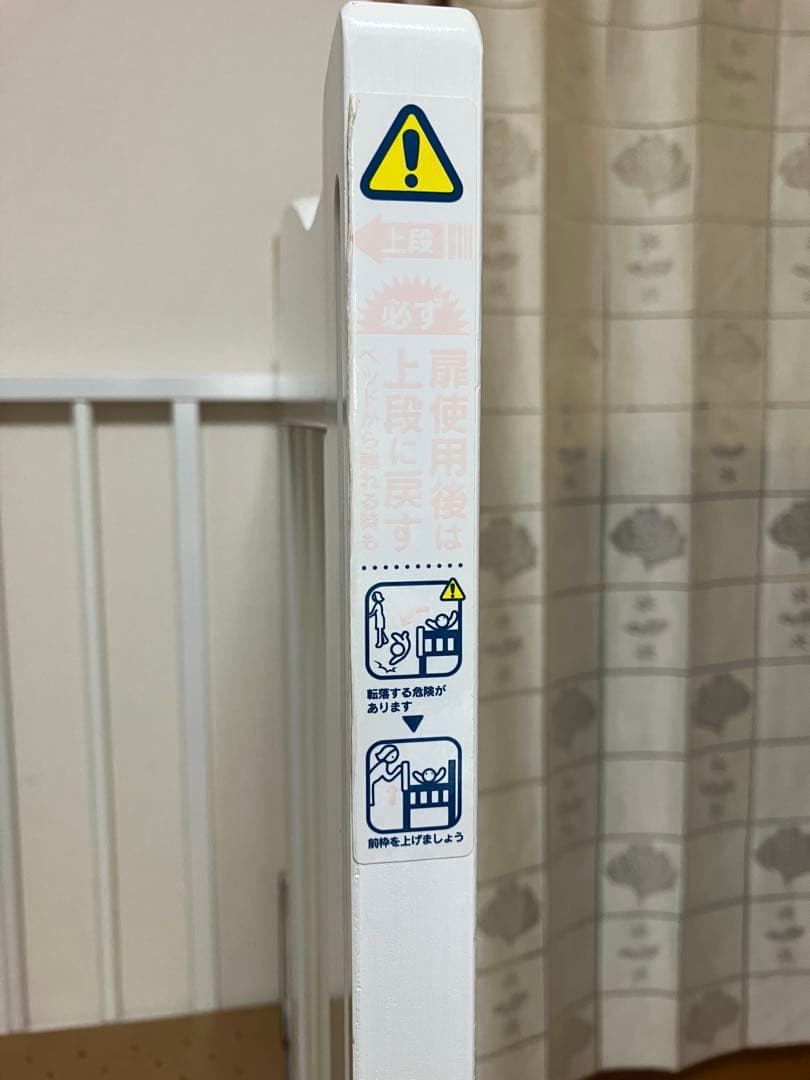 上段
必ず
扉使用後は
上段に戻す
ベッドから離れる時も
転落する危険が
あります
前枠を上げましょう